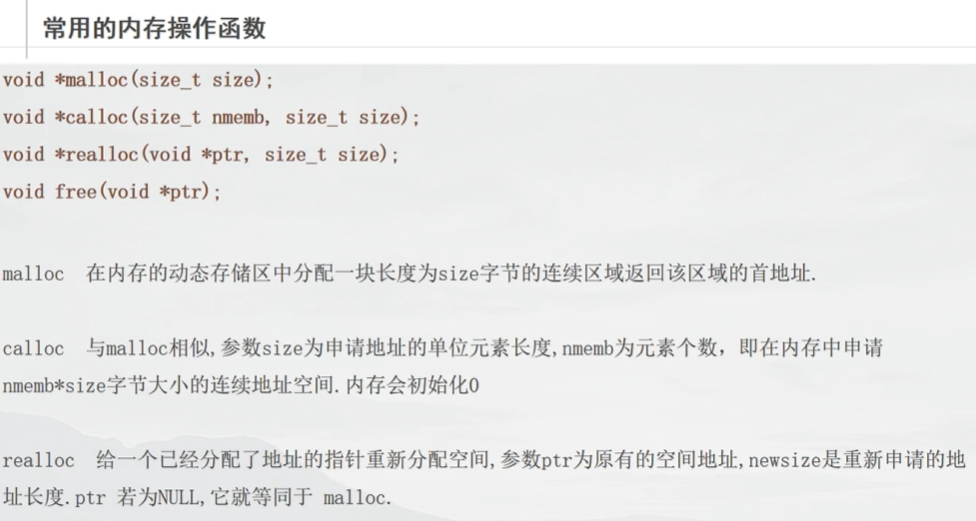 常用的内存操作函数
void *malloc(size_t size);
void *calloc(size_t nmemb, size_t size);
void *realloc(void *ptr, size_t size);
void free(void *ptr);
malloc 在内存的动态存储区中分配一块长度为size字节的连续区域返回该区域的首地址.
calloc 与malloc相似,参数size为申请地址的单位元素长度,nmemb为元素个数，即在内存中申请
nmemb*size字节大小的连续地址空间.内存会初始化0
realloc 给一个已经分配了地址的指针重新分配空间,参数ptr为原有的空间地址,newsize是重新申请的地
址长度.ptr 若为NULL,它就等同于 malloc.